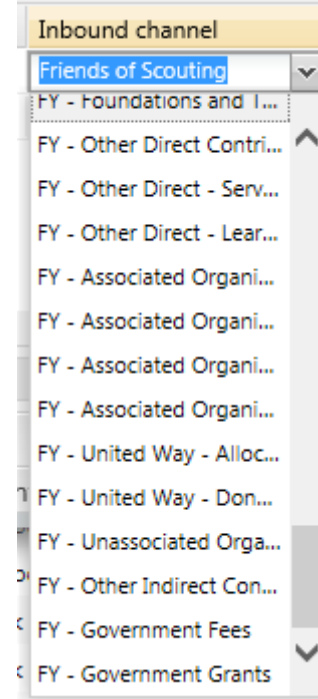 Inbound channel
Friends of Scouting
FY - Foundations and T...
FY - Other Direct Contri...
FY - Other Direct - Serv...
FY - Other Direct - Lear...
FY - Associated Organi...
FY - Associated Organi...
FY - Associated Organi...
FY - Associated Organi...
FY - United Way - Alloc...
FY - United Way - Don...
FY - Unassociated Orga...
FY - Other Indirect Con...
FY - Government Fees
FY - Government Grants